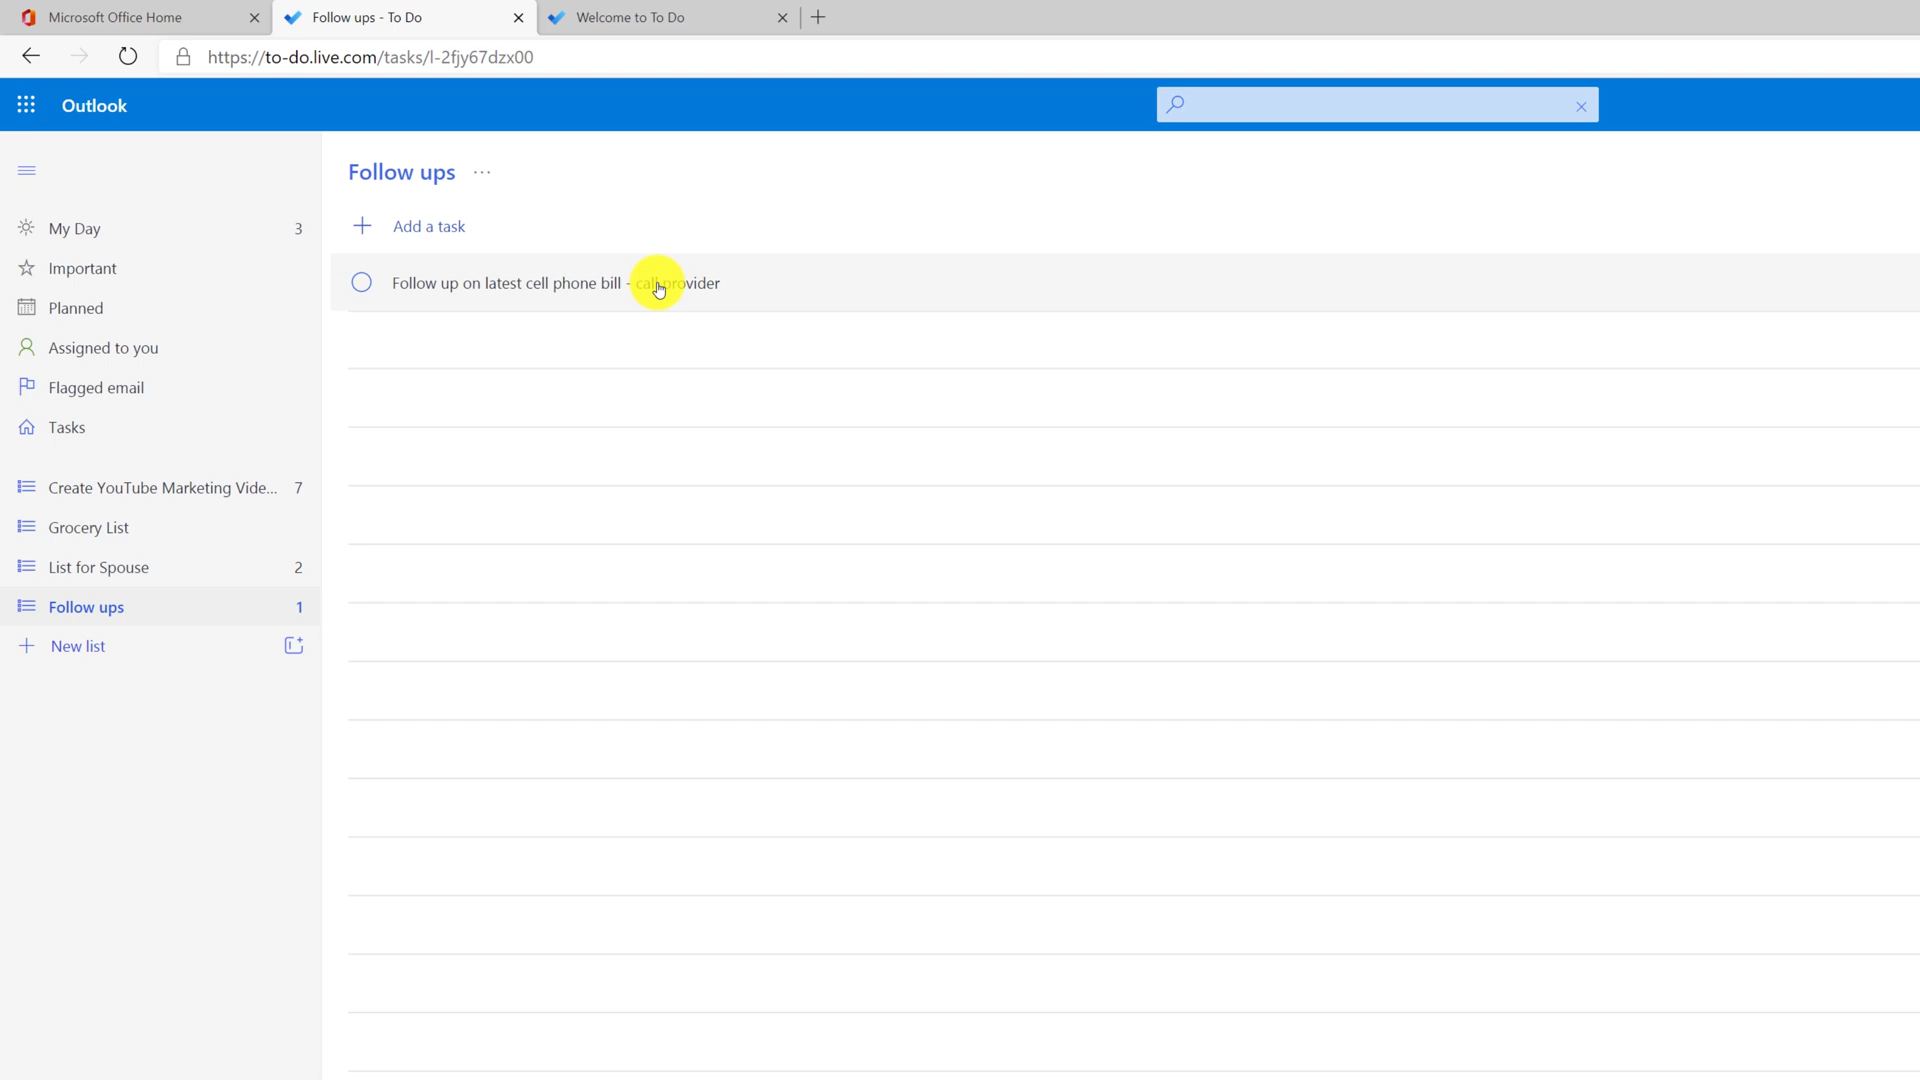 Microsoft Office Home
Follow ups - To Do
Welcome to To Do
https://to-do.live.com/tasks/l-2fjy67dzx00
Outlook
Follow ups ...
Add a task
Follow up on latest cell phone bill - call provider
My Day 3
Important
Planned
Assigned to you
Flagged email
Tasks
Create YouTube Marketing Vide... 7
Grocery List
List for Spouse 2
Follow ups 1
New list